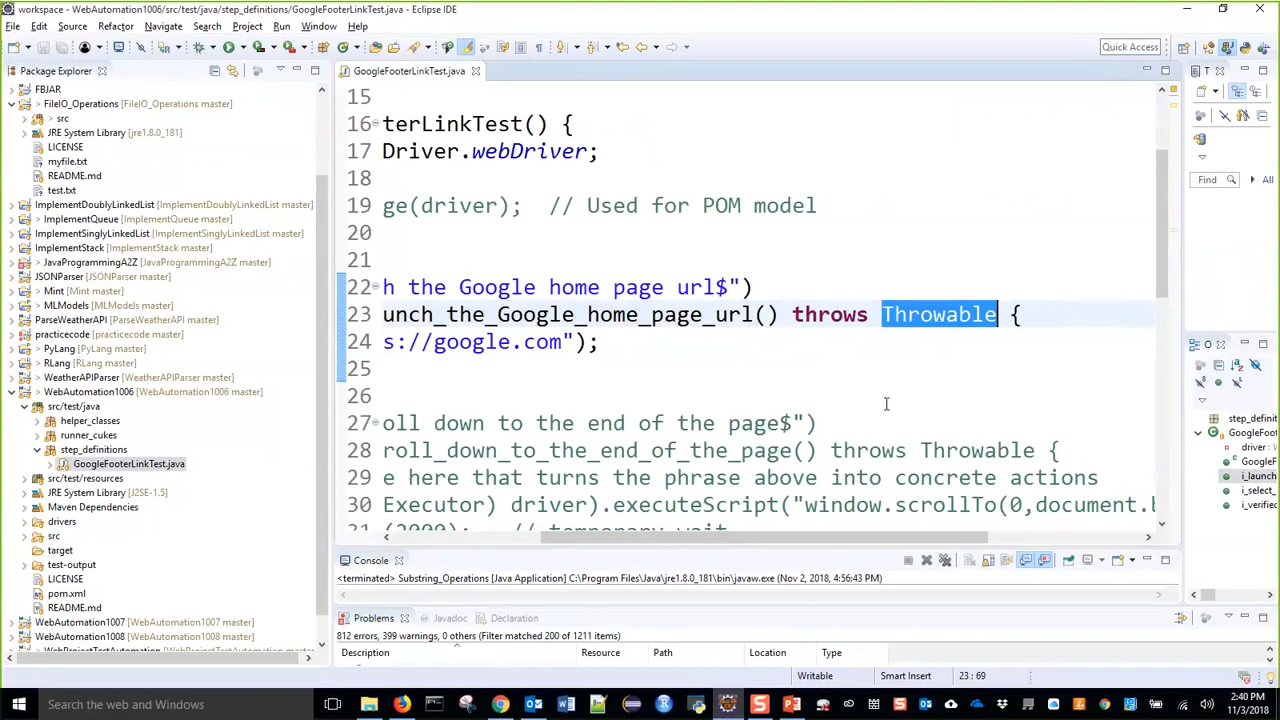 workspace - WebAutomation1006/src/test/java/step_definitions/GoogleFooterLinkTest.java - Eclipse IDE
File Edit Source Refactor Navigate Search Project Run Window Help
Quick Access
Package Explorer
FBJAR
> FileIO_Operations [FileIO_Operations master]
> src
JRE System Library [jre1.8.0_181]
LICENSE
myfile.txt
README.md
test.txt
ImplementDoublyLinkedList [ImplementDoublyLinkedList master]
ImplementQueue [ImplementQueue master]
ImplementSinglyLinkedList [ImplementSinglyLinkedList master]
ImplementStack [ImplementStack master]
> JavaProgrammingA2Z [JavaProgrammingA2Z master]
JSONParser [JSONParser master]
> Mint [Mint master]
> MLModels [MLModels master]
ParseWeatherAPI [ParseWeatherAPI master]
practicecode [practicecode master]
> PyLang [PyLang master]
> RLang [RLang master]
> WeatherAPIParser [WeatherAPIParser master]
> WebAutomation1006 [WebAutomation1006 master]
src/test/java
helper_classes
runner_cukes
step_definitions
GoogleFooterLinkTest.java
src/test/resources
JRE System Library [J2SE-1.5]
Maven Dependencies
drivers
src
target
test-output
LICENSE
pom.xml
README.md
WebAutomation1007 [WebAutomation1007 master]
WebAutomation1008 [WebAutomation1008 master]
GoogleFooterLinkTest.java
15
16 terLinkTest() {
17 Driver.webDriver;
18
19 ge(driver);  // Used for POM model
20
21
22 h the Google home page url$")
23 unch_the_Google_home_page_url() throws Throwable {
24 s://google.com");
25
26
27 oll down to the end of the page$")
28 roll_down_to_the_end_of_the_page() throws Throwable {
29 e here that turns the phrase above into concrete actions
30 Executor) driver).executeScript("window.scrollTo(0,document.b
31 (2000);   // temporary wait
Console
<terminated> Substring_Operations [Java Application] C:\Program Files\Java\jre1.8.0_181\bin\javaw.exe (Nov 2, 2018, 4:56:43 PM)
Problems @ Javadoc Declaration
812 errors, 399 warnings, 0 others (Filter matched 200 of 1211 items)
Description Resource Path Location Type
T
Find All
O
step_defini
GoogleFo
driver :
GoogleF
i_launch
i_select_
i_verified
Writable Smart Insert 23 : 69
Search the web and Windows
2:40 PM
11/3/2018